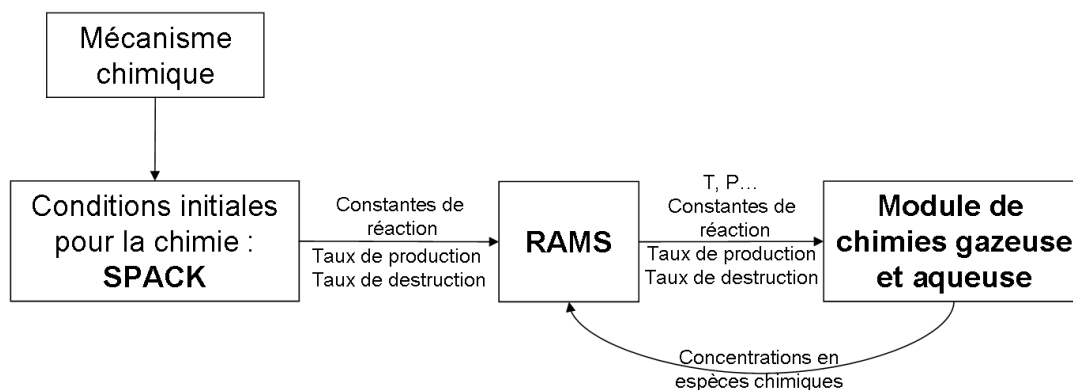 Mécanisme
chimique
Conditions initiales
pour la chimie :
SPACK
Constantes de
réaction
Taux de production
Taux de destruction
RAMS
T, P...
Constantes de
réaction
Taux de production
Taux de destruction
Module de
chimies gazeuse
et aqueuse
Concentrations en
espèces chimiques